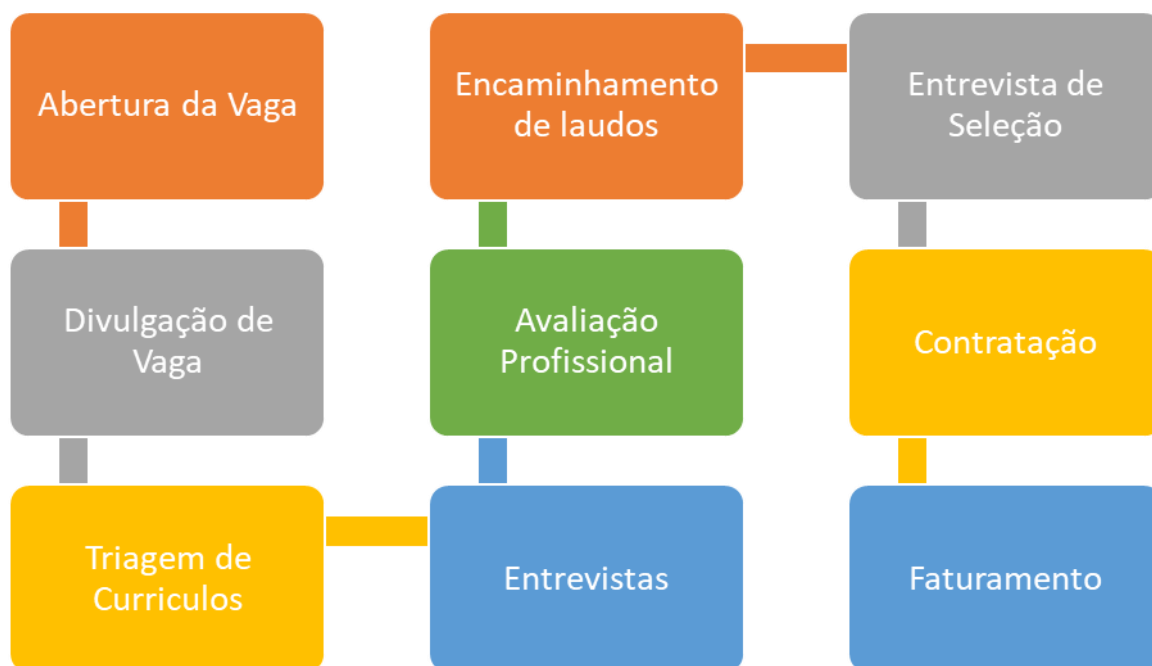 Abertura da Vaga
Divulgação de
Vaga
Triagem de
Curriculos
Entrevistas
Avaliação
Profissional
Encaminhamento
de laudos
Entrevista de
Seleção
Contratação
Faturamento